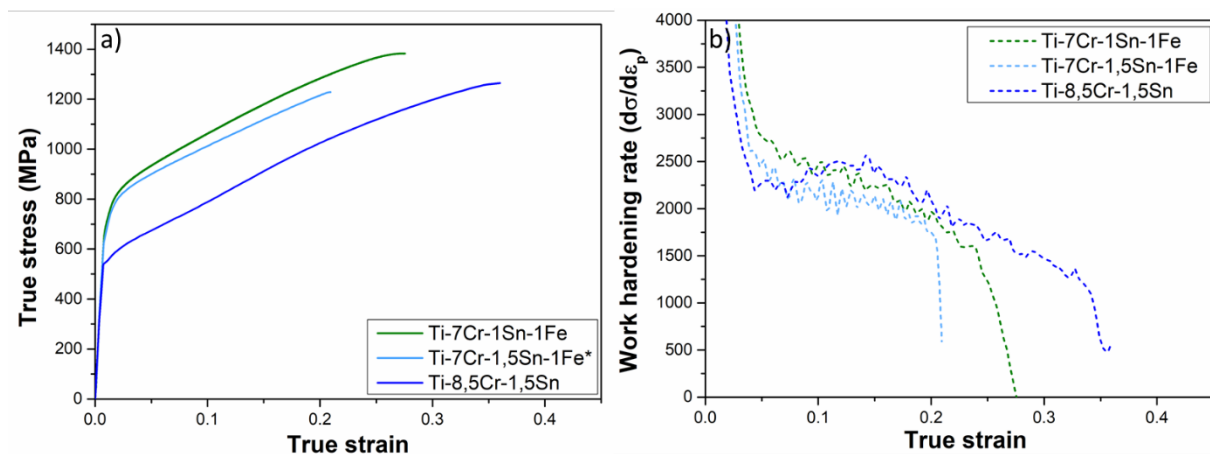 a)
True stress (MPa)
1400
1200
1000
800
600
400
200
0
0.0 0.1 0.2 0.3 0.4
True strain
Ti-7Cr-1Sn-1Fe
Ti-7Cr-1,5Sn-1Fe*
Ti-8,5Cr-1,5Sn
b)
Work hardening rate (dσ/dεp)
4000
3500
3000
2500
2000
1500
1000
500
0
0.0 0.1 0.2 0.3 0.4
True strain
Ti-7Cr-1Sn-1Fe
Ti-7Cr-1,5Sn-1Fe
Ti-8,5Cr-1,5Sn